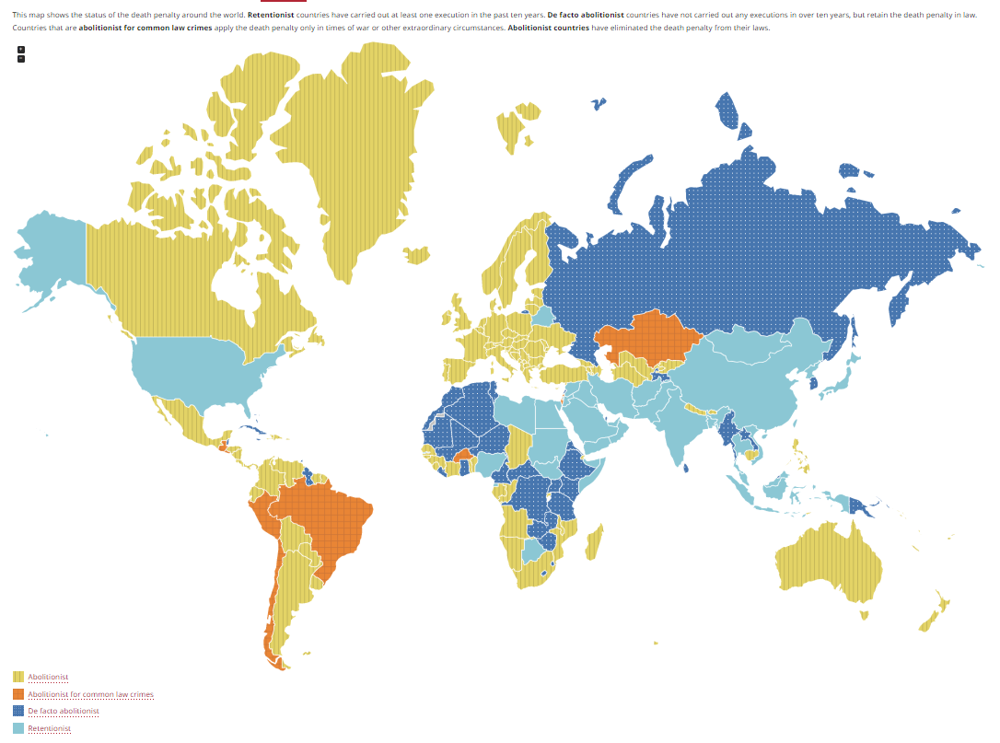 This map shows the status of the death penalty around the world. Retentionist countries have carried out at least one execution in the past ten years. De facto abolitionist countries have not carried out any executions in over ten years, but retain the death penalty in law.
Countries that are abolitionist for common law crimes apply the death penalty only in times of war or other extraordinary circumstances. Abolitionist countries have eliminated the death penalty from their laws.
+
−
Abolitionist
Abolitionist for common law crimes
De facto abolitionist
Retentionist